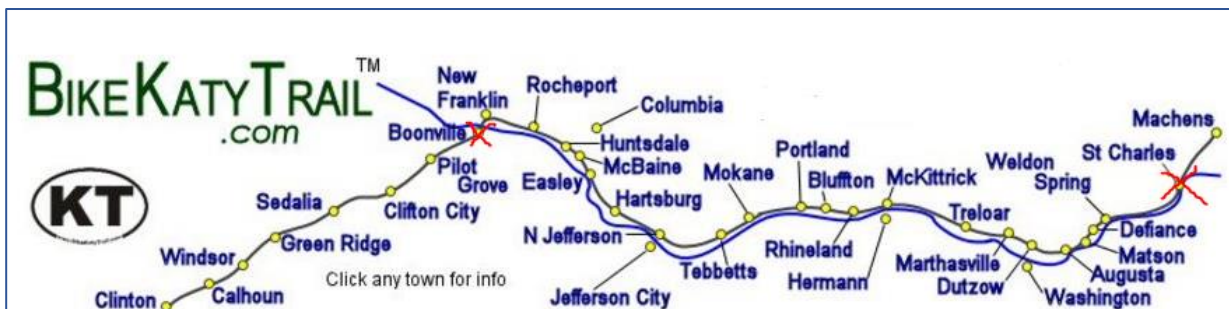 BIKEKATYTRAIL™
.com
KT
Click any town for info
Clinton
Calhoun
Windsor
Green Ridge
Sedalia
Clifton City
Pilot
Grove
Boonville
New
Franklin
Rocheport
Columbia
Huntsdale
McBaine
Easley
Hartsburg
N Jefferson
Jefferson City
Tebbetts
Mokane
Portland
Bluffton
Rhineland
McKittrick
Hermann
Treloar
Marthasville
Dutzow
Washington
Augusta
Matson
Defiance
Weldon
Spring
St Charles
Machens